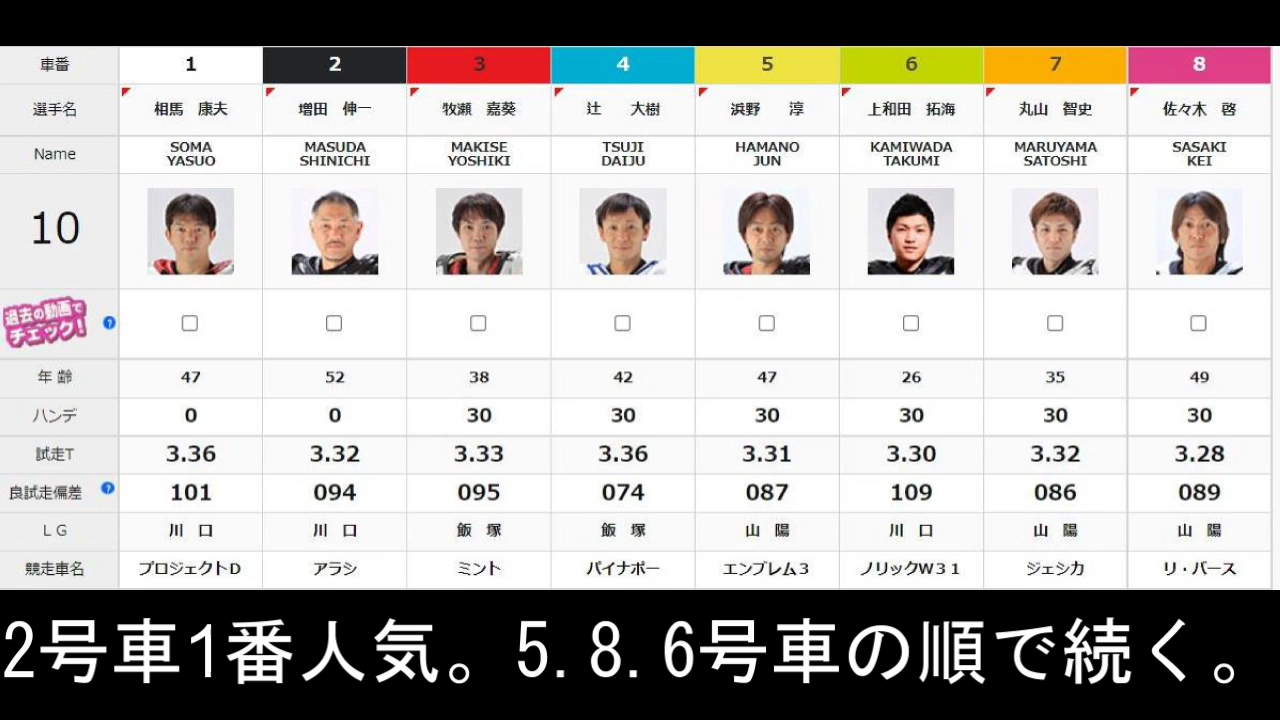 車番 1 2 3 4 5 6 7 8
選手名 相馬 康夫 増田 伸一 牧瀬 嘉葵 辻 大樹 浜野 淳 上和田 拓海 丸山 智史 佐々木 啓
Name SOMA YASUO MASUDA SHINICHI MAKISE YOSHIKI TSUJI DAIJU HAMANO JUN KAMIWADA TAKUMI MARUYAMA SATOSHI SASAKI KEI
10
過去の動画でチェック! ?
年 齢 47 52 38 42 47 26 35 49
ハンデ 0 0 30 30 30 30 30 30
試走T 3.36 3.32 3.33 3.36 3.31 3.30 3.32 3.28
良試走偏差 ? 101 094 095 074 087 109 086 089
LG 川 口 川 口 飯 塚 飯 塚 山 陽 川 口 山 陽 山 陽
競走車名 プロジェクトD アラシ ミント パイナポー エンブレム3 ノリックW31 ジェシカ リ・バース
2号車1番人気。5.8.6号車の順で続く。